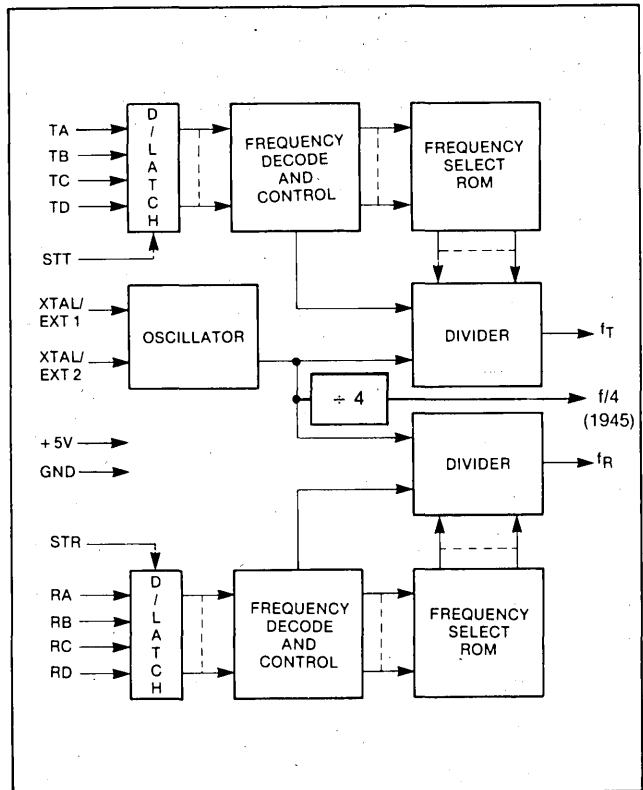 TA
TB
TC
TD
STT
D/LATCH
FREQUENCY
DECODE
AND
CONTROL
FREQUENCY
SELECT
ROM
XTAL/
EXT 1
XTAL/
EXT 2
OSCILLATOR
DIVIDER
fT
÷ 4
f/4
(1945)
+5V
GND
DIVIDER
fR
STR
RA
RB
RC
RD
D/LATCH
FREQUENCY
DECODE
AND
CONTROL
FREQUENCY
SELECT
ROM